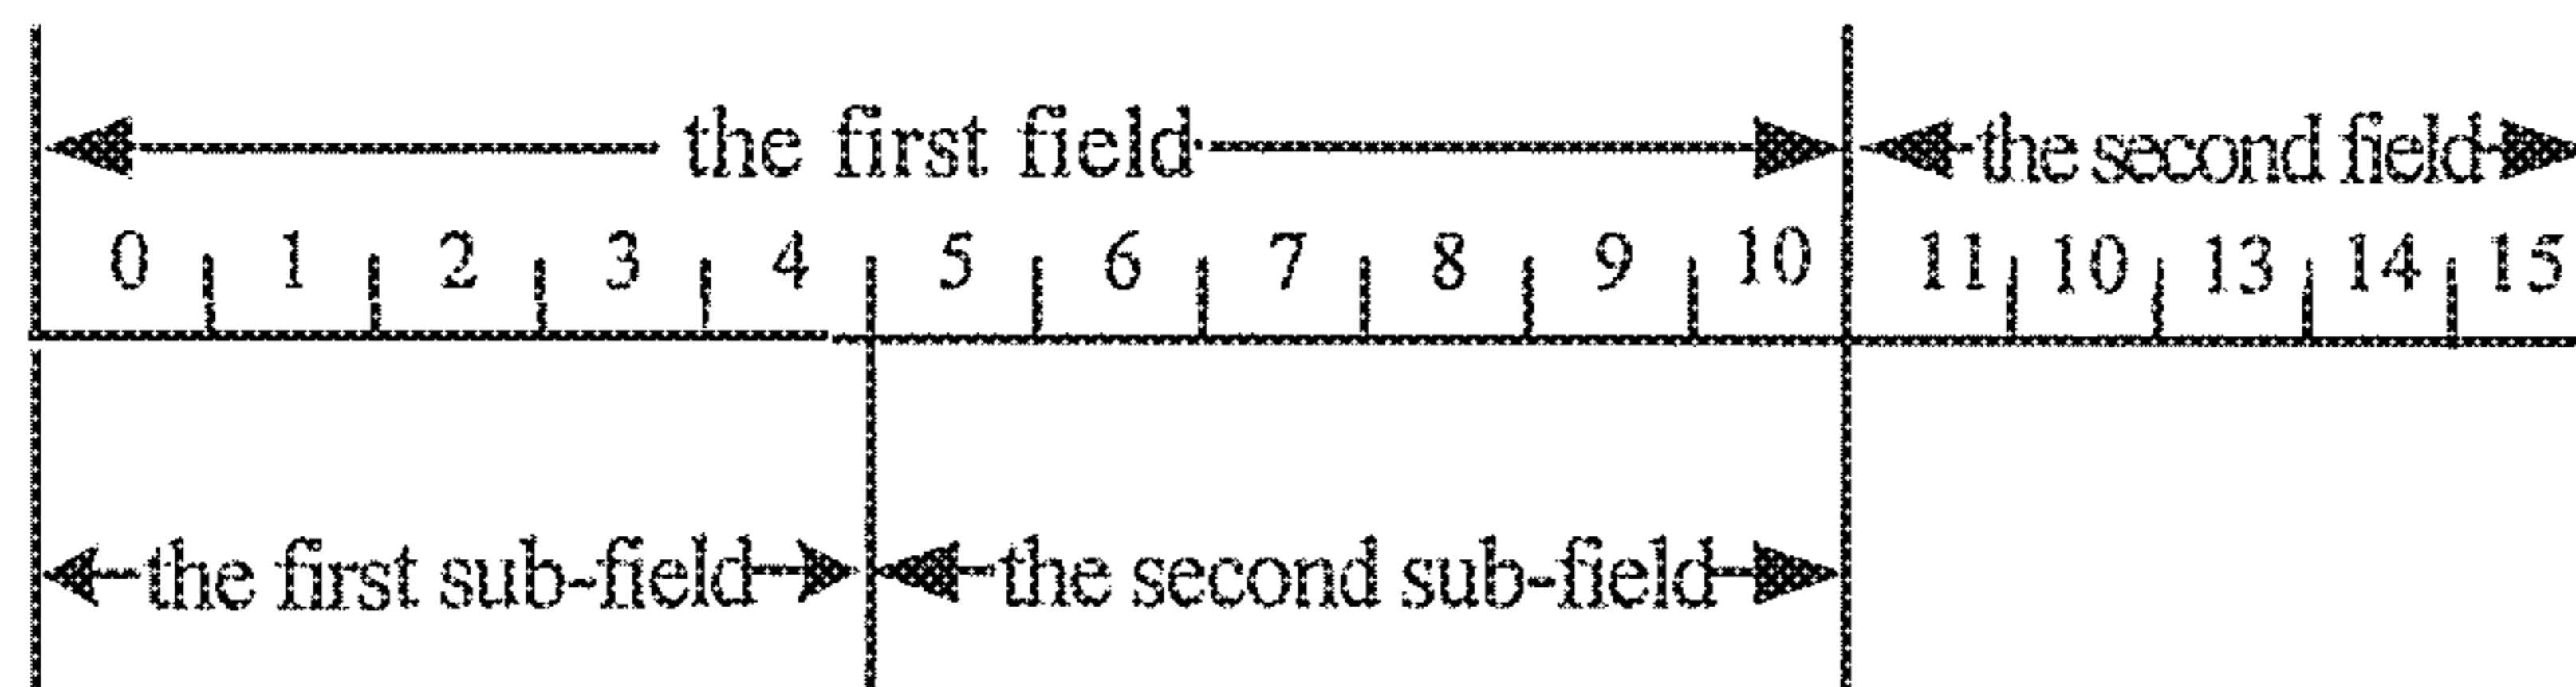 the first field the second field
0 1 2 3 4 5 6 7 8 9 10 11 10 13 14 15
the first sub-field the second sub-field